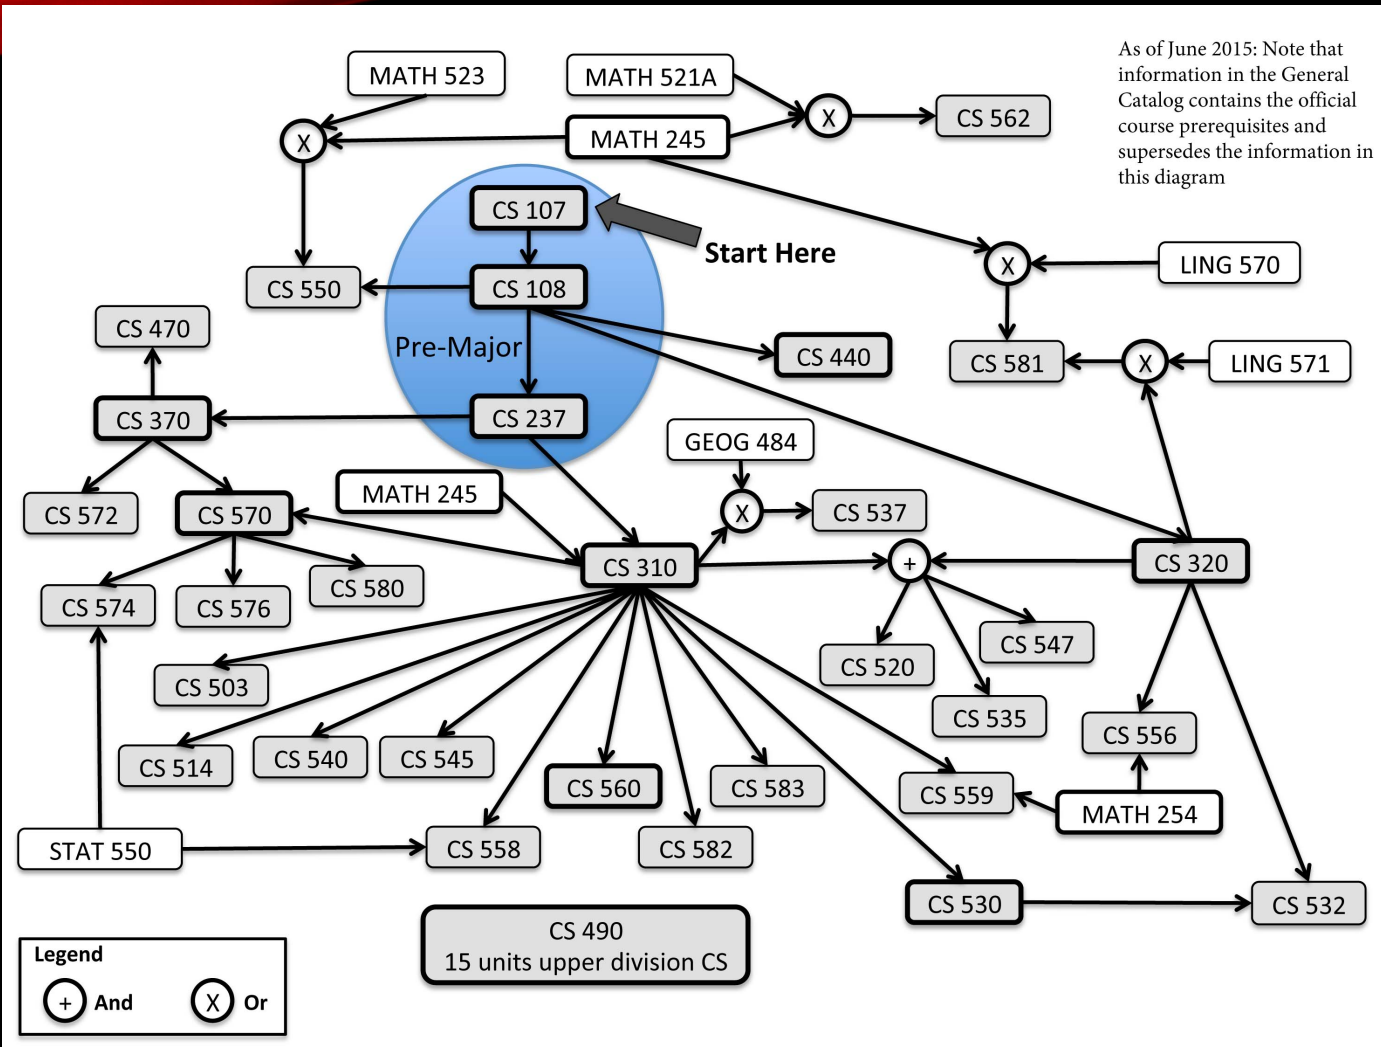 As of June 2015: Note that
information in the General
Catalog contains the official
course prerequisites and
supersedes the information in
this diagram
MATH 523
MATH 521A
X
CS 562
X
MATH 245
CS 107
Start Here
X
LING 570
CS 550
CS 108
CS 470
Pre-Major
CS 440
CS 581
X
LING 571
CS 370
CS 237
GEOG 484
MATH 245
CS 572
CS 570
X
CS 537
CS 310
+
CS 320
CS 574
CS 576
CS 580
CS 547
CS 520
CS 503
CS 535
CS 556
CS 514
CS 540
CS 545
CS 560
CS 583
CS 559
MATH 254
STAT 550
CS 558
CS 582
CS 530
CS 532
CS 490
15 units upper division CS
Legend
+ And X Or